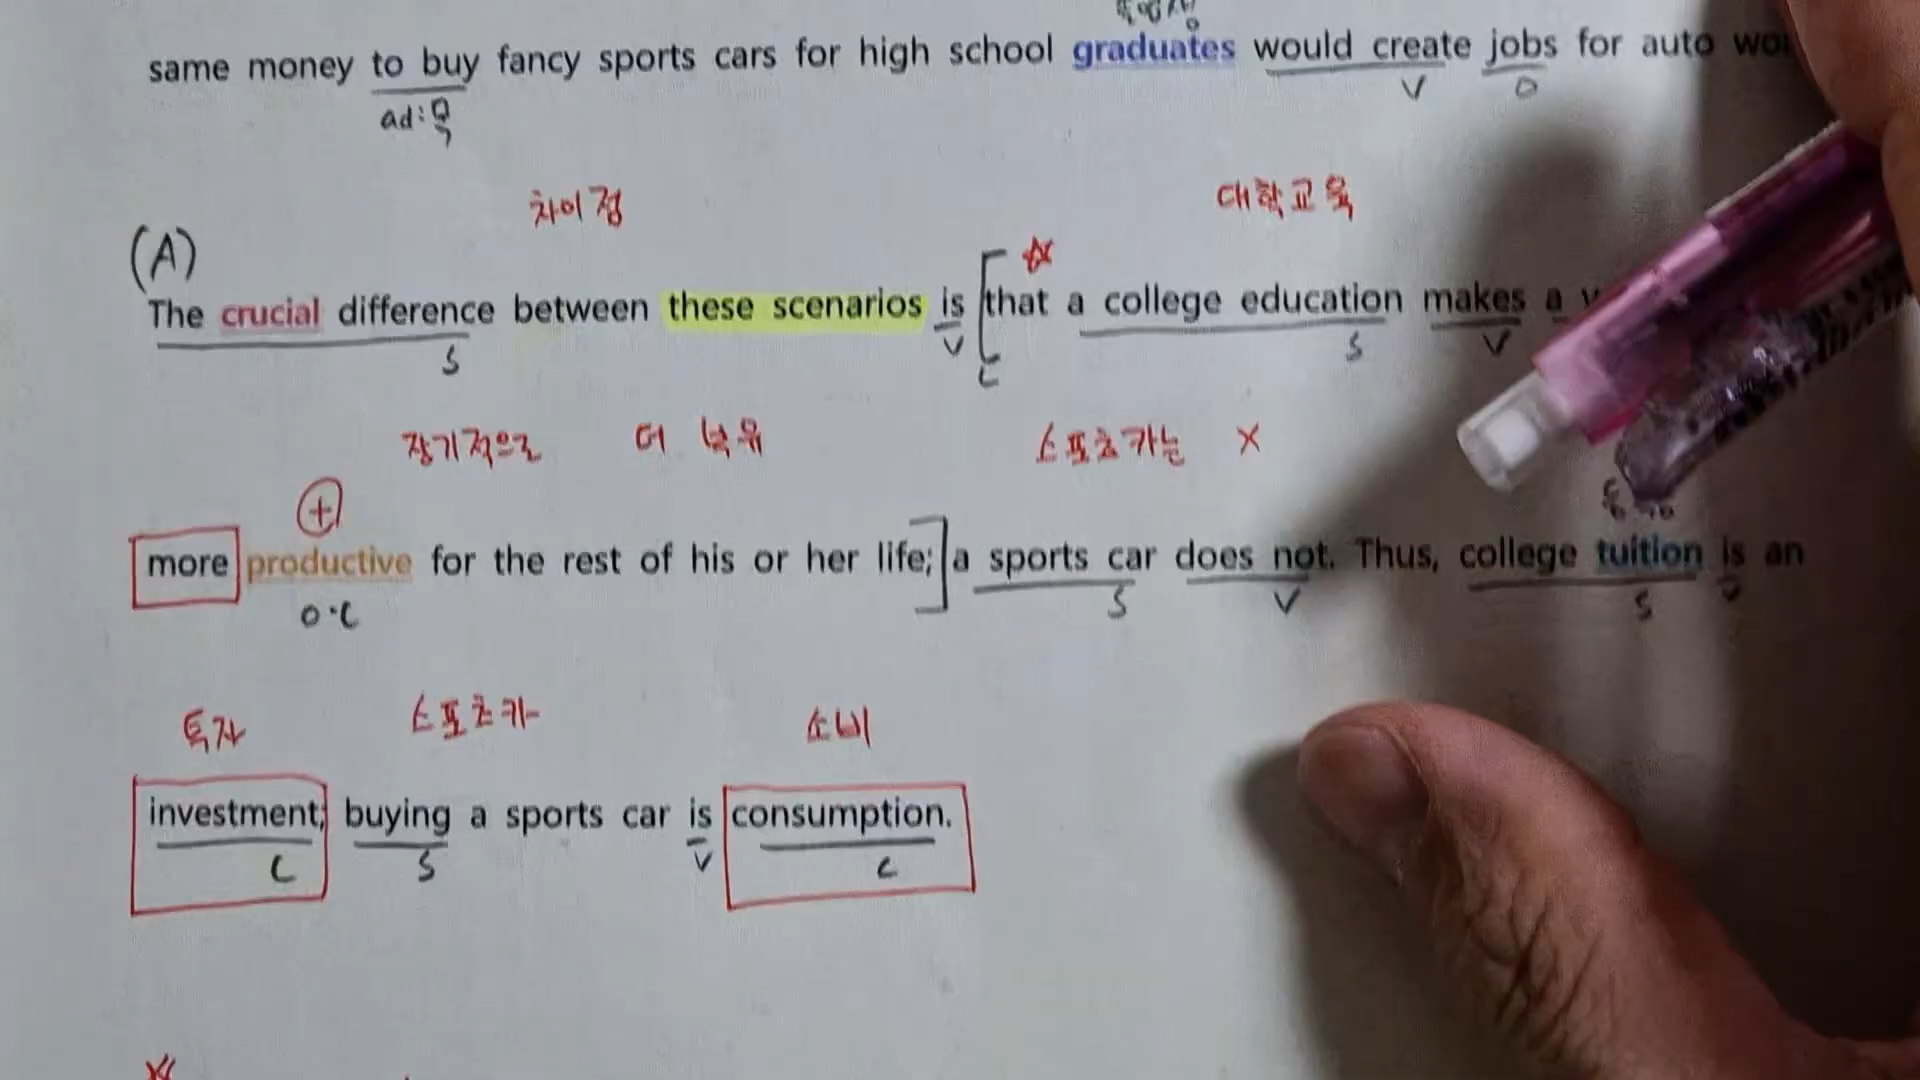 same money to buy fancy sports cars for high school graduates would create jobs for auto
V O
ad:목
차이점 대학교육
(A)
The crucial difference between these scenarios is [that a college education makes a
S V C S V
장기적으로 더 부유 스포츠카는 X
+
more productive for the rest of his or her life;] a sports car does not. Thus, college tuition is an
O.C S V S V
투자 스포츠카 소비
investment; buying a sports car is consumption.
C S V C